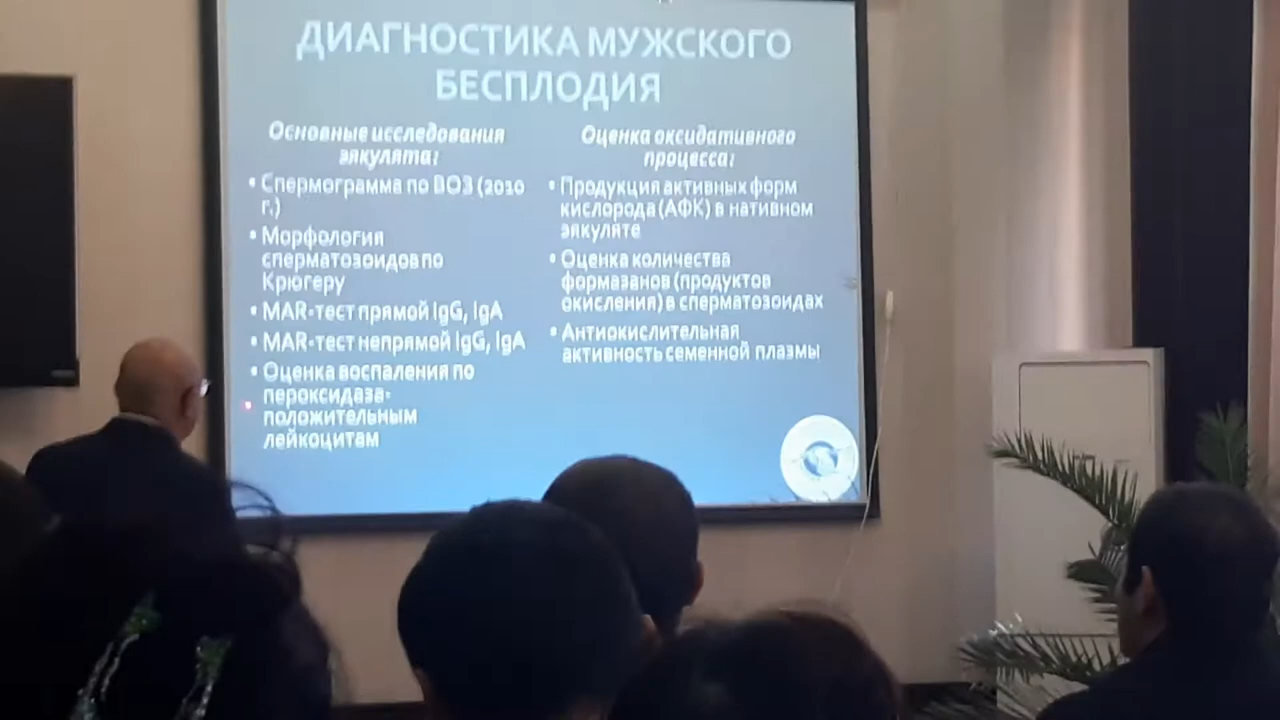 ДИАГНОСТИКА МУЖСКОГО
БЕСПЛОДИЯ
Основные исследования
эякулята:
• Спермограмма по ВОЗ (2010
г.)
• Морфология
сперматозоидов по
Крюгеру
• MAR-тест прямой IgG, IgA
• MAR-тест непрямой IgG, IgA
• Оценка воспаления по
пероксидаза-
положительным
лейкоцитам
Оценка оксидативного
процесса:
• Продукция активных форм
кислорода (АФК) в нативном
эякуляте
• Оценка количества
формазанов (продуктов
окисления) в сперматозоидах
• Антиокислительная
активность семенной плазмы